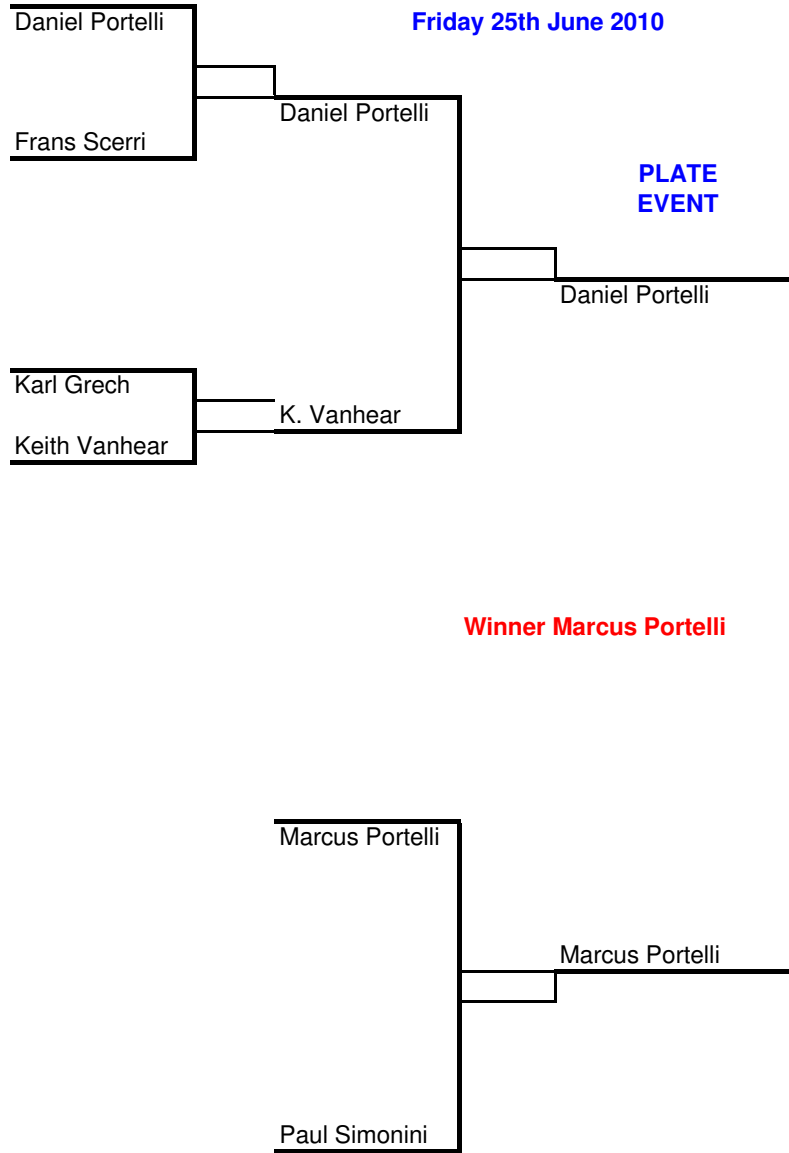 Daniel Portelli
Friday 25th June 2010
Daniel Portelli
Frans Scerri
PLATE
EVENT
Daniel Portelli
Karl Grech
K. Vanhear
Keith Vanhear
Winner Marcus Portelli
Marcus Portelli
Marcus Portelli
Paul Simonini